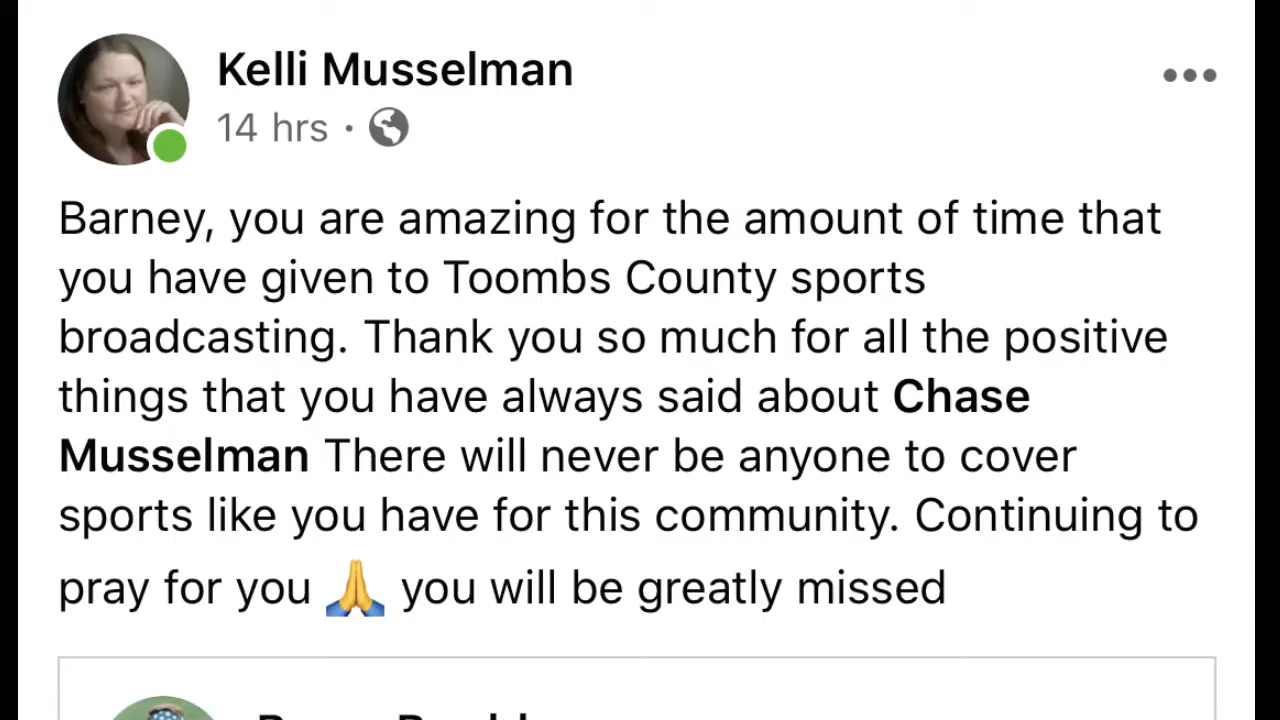 Kelli Musselman
14 hrs ·
Barney, you are amazing for the amount of time that
you have given to Toombs County sports
broadcasting. Thank you so much for all the positive
things that you have always said about Chase
Musselman There will never be anyone to cover
sports like you have for this community. Continuing to
pray for you 🙏 you will be greatly missed